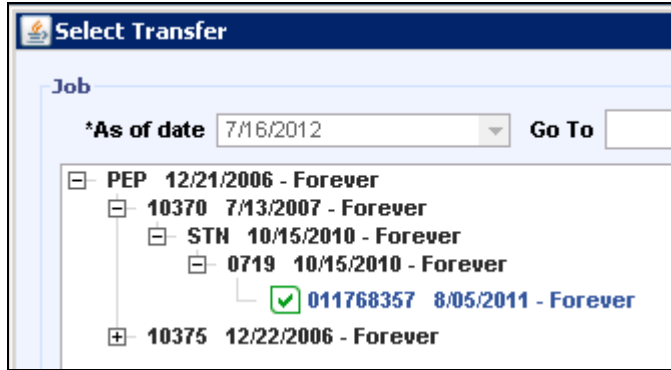 Select Transfer
Job
*As of date 7/16/2012 Go To
PEP 12/21/2006 - Forever
10370 7/13/2007 - Forever
STN 10/15/2010 - Forever
0719 10/15/2010 - Forever
011768357 8/05/2011 - Forever
10375 12/22/2006 - Forever